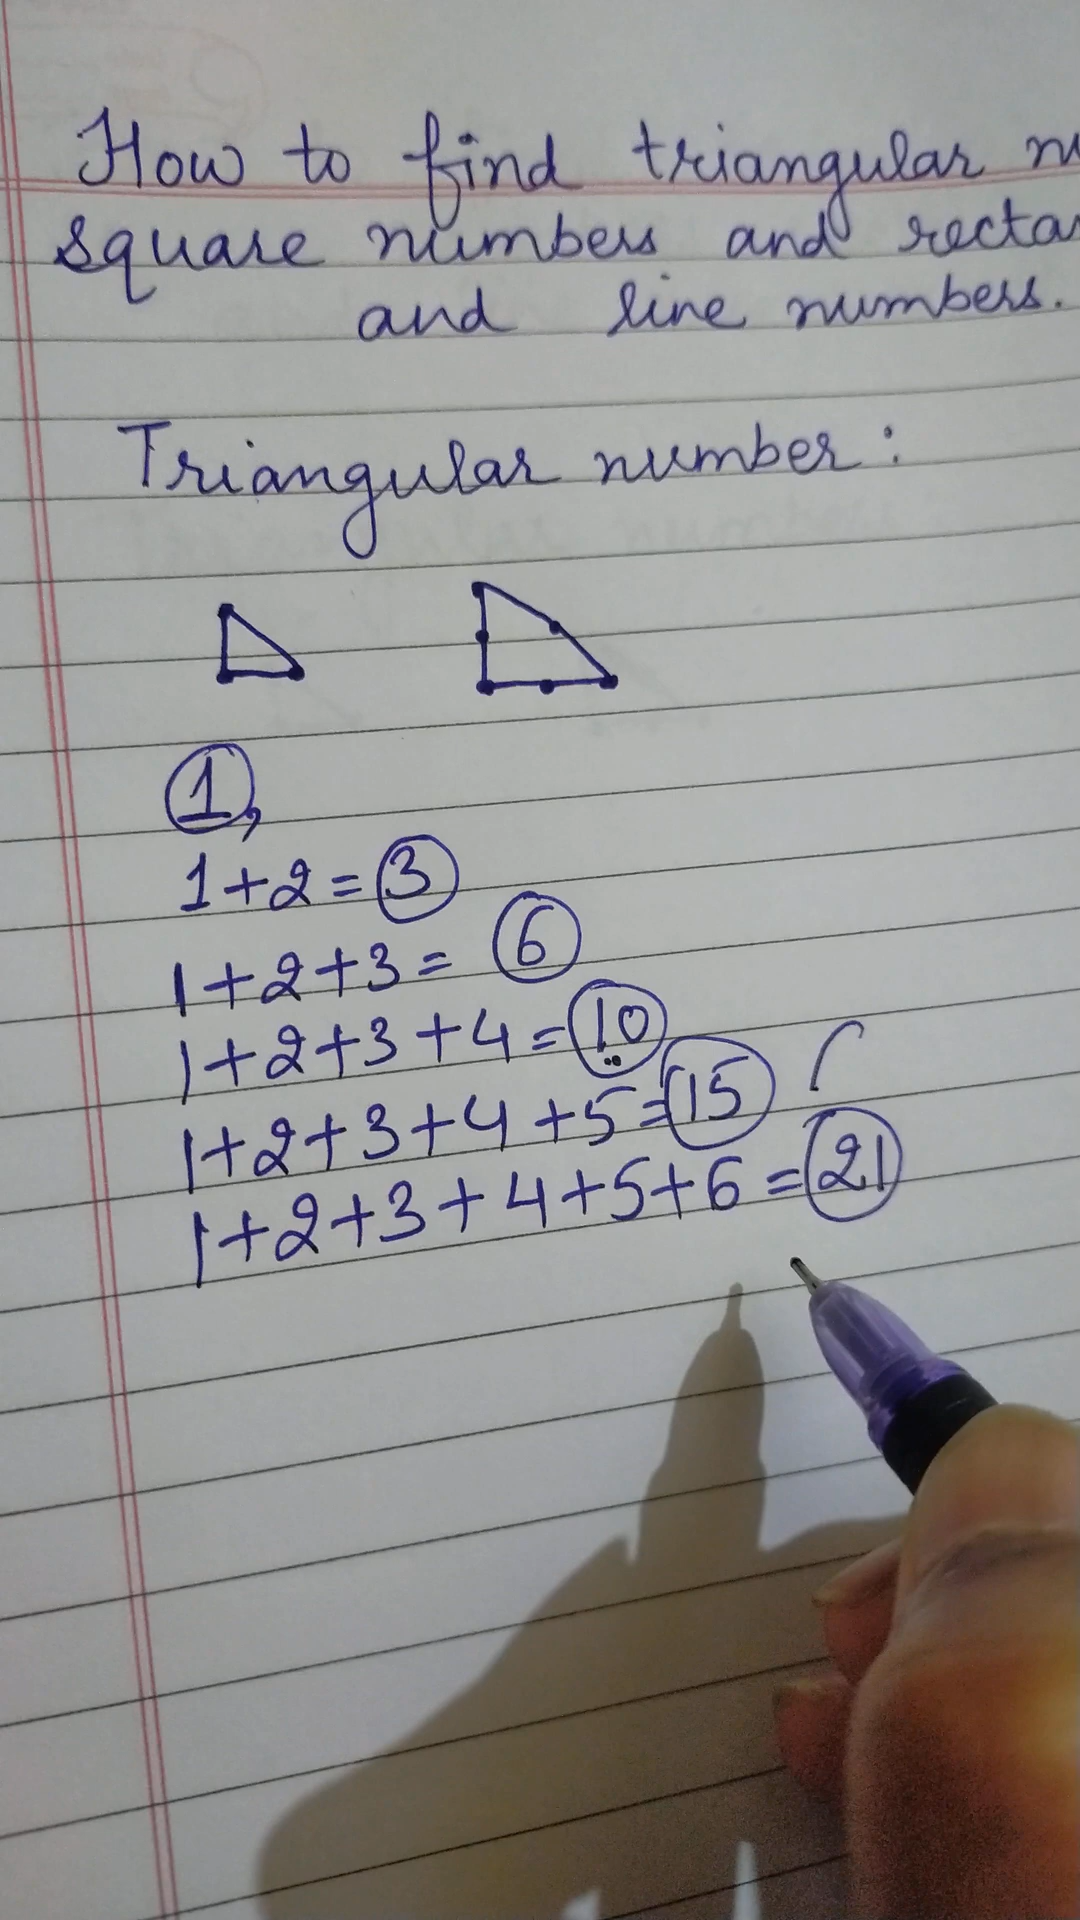 How to find triangular
square numbers and
and line numbers.
Triangular number:
1,
1+2=3
1+2+3=6
1+2+3+4=10
1+2+3+4+5=15
1+2+3+4+5+6=21